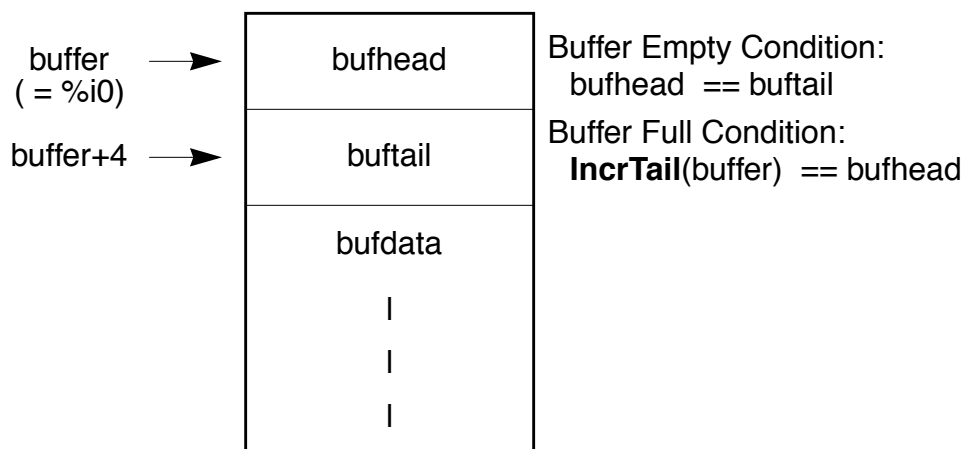 buffer
( = %i0)
bufhead
Buffer Empty Condition:
bufhead == buftail
buffer+4
buftail
Buffer Full Condition:
IncrTail(buffer) == bufhead
bufdata